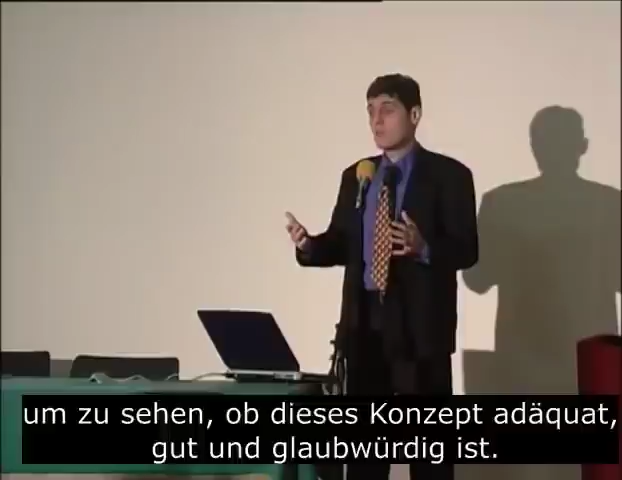 um zu sehen, ob dieses Konzept adäquat,
gut und glaubwürdig ist.